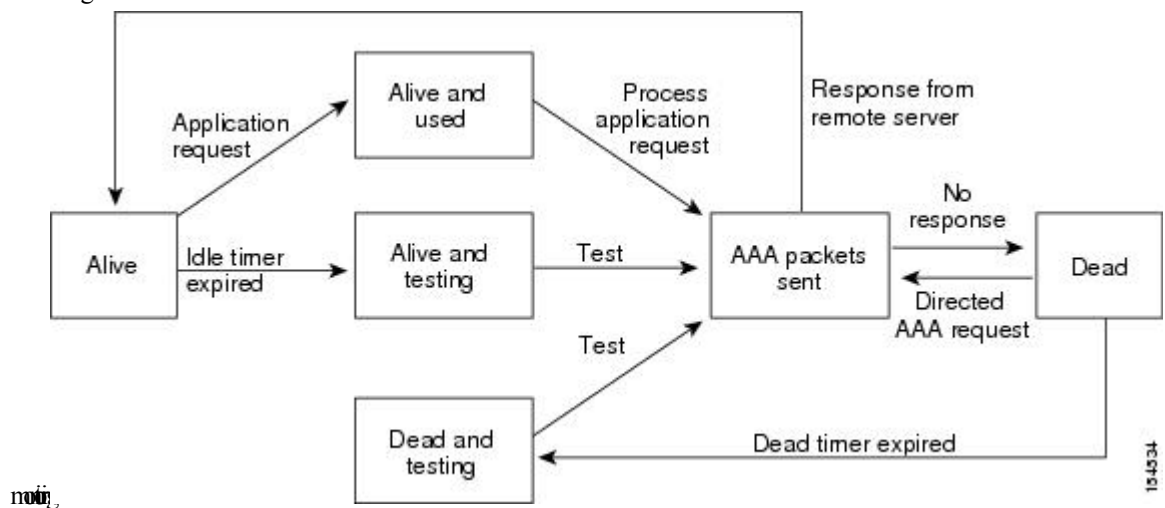 Alive and
used
Application
request
Process
application
request
Response from
remote server
No
response
Alive
Idle timer
expired
Alive and
testing
Test
AAA packets
sent
Dead
Directed
AAA request
Test
Dead and
testing
Dead timer expired
154534